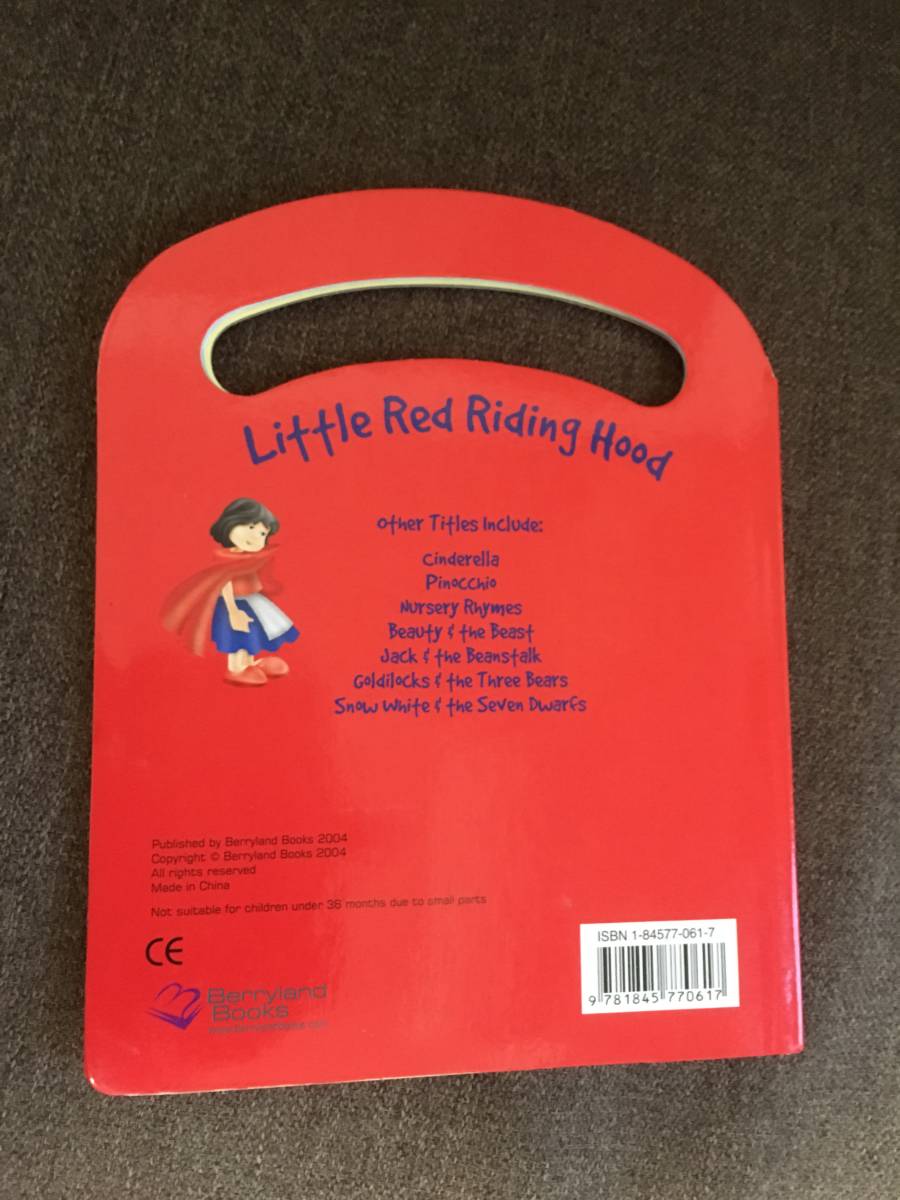 Little Red Riding Hood
Other Titles Include:
Cinderella
Pinocchio
Nursery Rhymes
Beauty & the Beast
Jack & the Beanstalk
Goldilocks & the Three Bears
Snow White & the Seven Dwarfs
Published by Berryland Books 2004
Copyright © Berryland Books 2004
All rights reserved
Made in China
Not suitable for children under 36 months due to small parts
CE
Berryland
Books
www.berrylandbooks.com
ISBN 1-84577-061-7
9 781845 770617